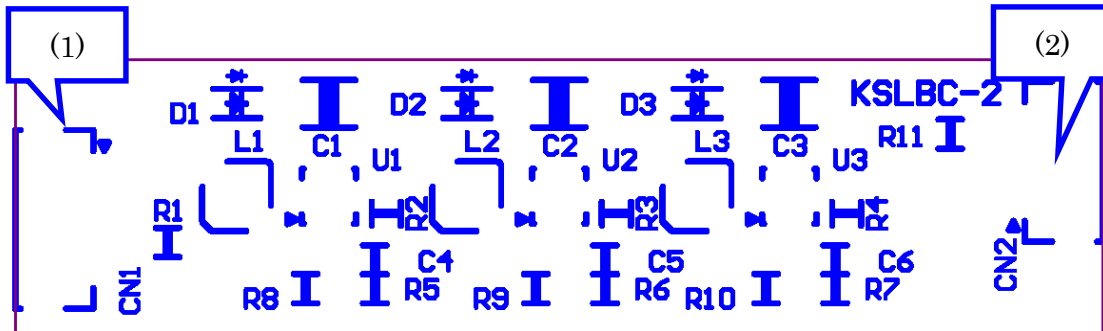 (1)
(2)
D1
D2
D3
KSLBC-2
L1
C1
U1
L2
C2
U2
L3
C3
U3
R11
R1
R2
R3
R4
CN1
CN2
C4
C5
C6
R8
R5
R9
R6
R10
R7